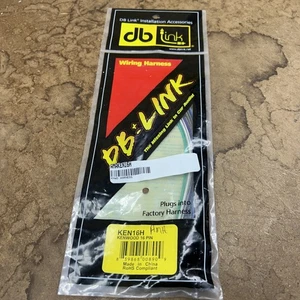 DB Link® Installation Accessories
db link
Wiring Harness
DB LINK
The Missing Link in Car Audio
Plugs into
Factory Harness
KEN16H
KENWOOD 16 PIN
Made in China
RoHS Compliant